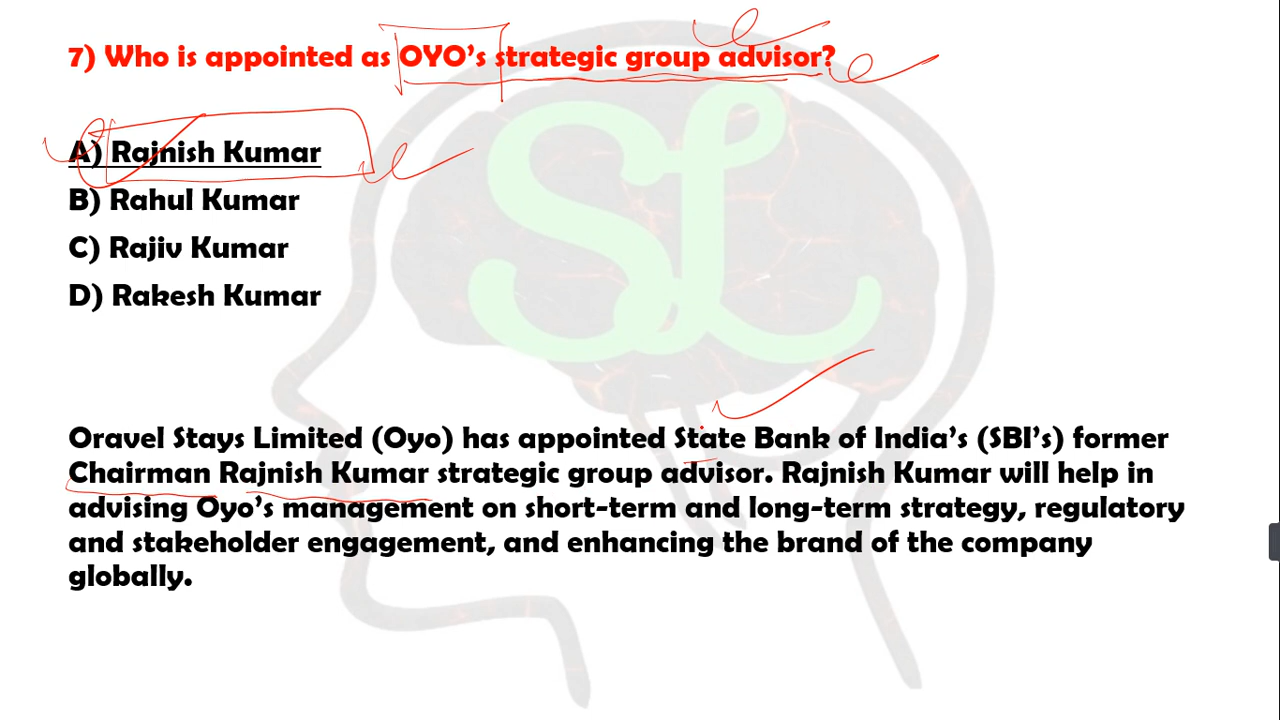 7) Who is appointed as OYO's strategic group advisor?
A) Rajnish Kumar
B) Rahul Kumar
C) Rajiv Kumar
D) Rakesh Kumar
SL
Oravel Stays Limited (Oyo) has appointed State Bank of India's (SBI's) former
Chairman Rajnish Kumar strategic group advisor. Rajnish Kumar will help in
advising Oyo's management on short-term and long-term strategy, regulatory
and stakeholder engagement, and enhancing the brand of the company
globally.